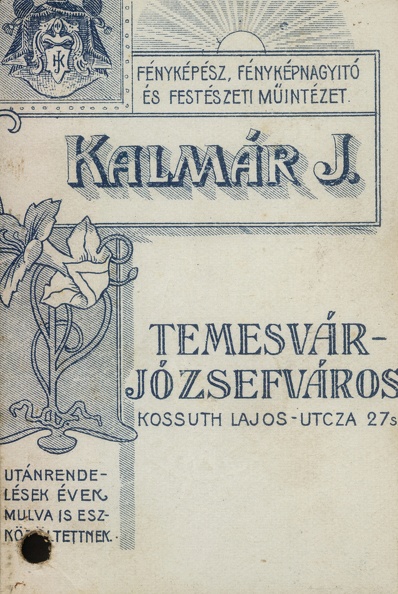 FÉNYKÉPÉSZ, FÉNYKÉPNAGYITÓ
ÉS FESTÉSZETI MŰINTÉZET.
KALMÁR J.
TEMESVÁR-
JÓZSEFVÁROS
KOSSUTH LAJOS-UTCZA 27s
UTÁNRENDE-
LÉSEK ÉVEK
MULVA IS ESZ-